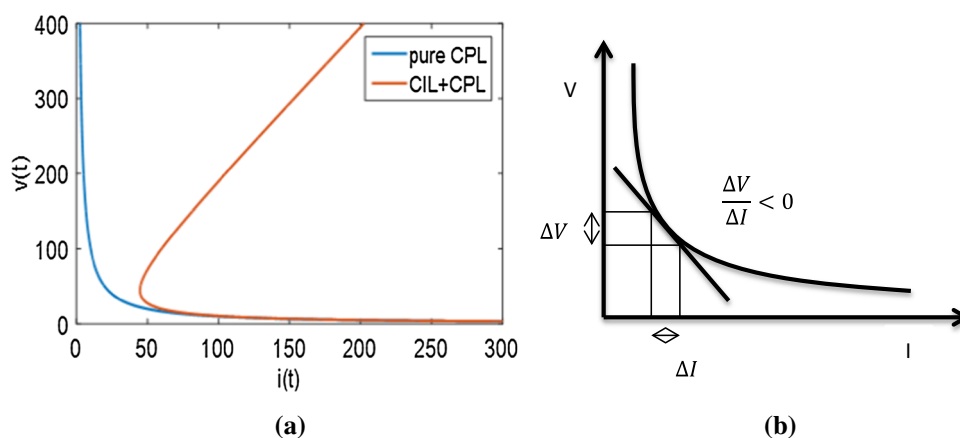 400
300
200
100
0
v(t)
0 50 100 150 200 250 300
i(t)
pure CPL
CIL+CPL
(a)
V
ΔV
ΔV/ΔI < 0
ΔI
I
(b)